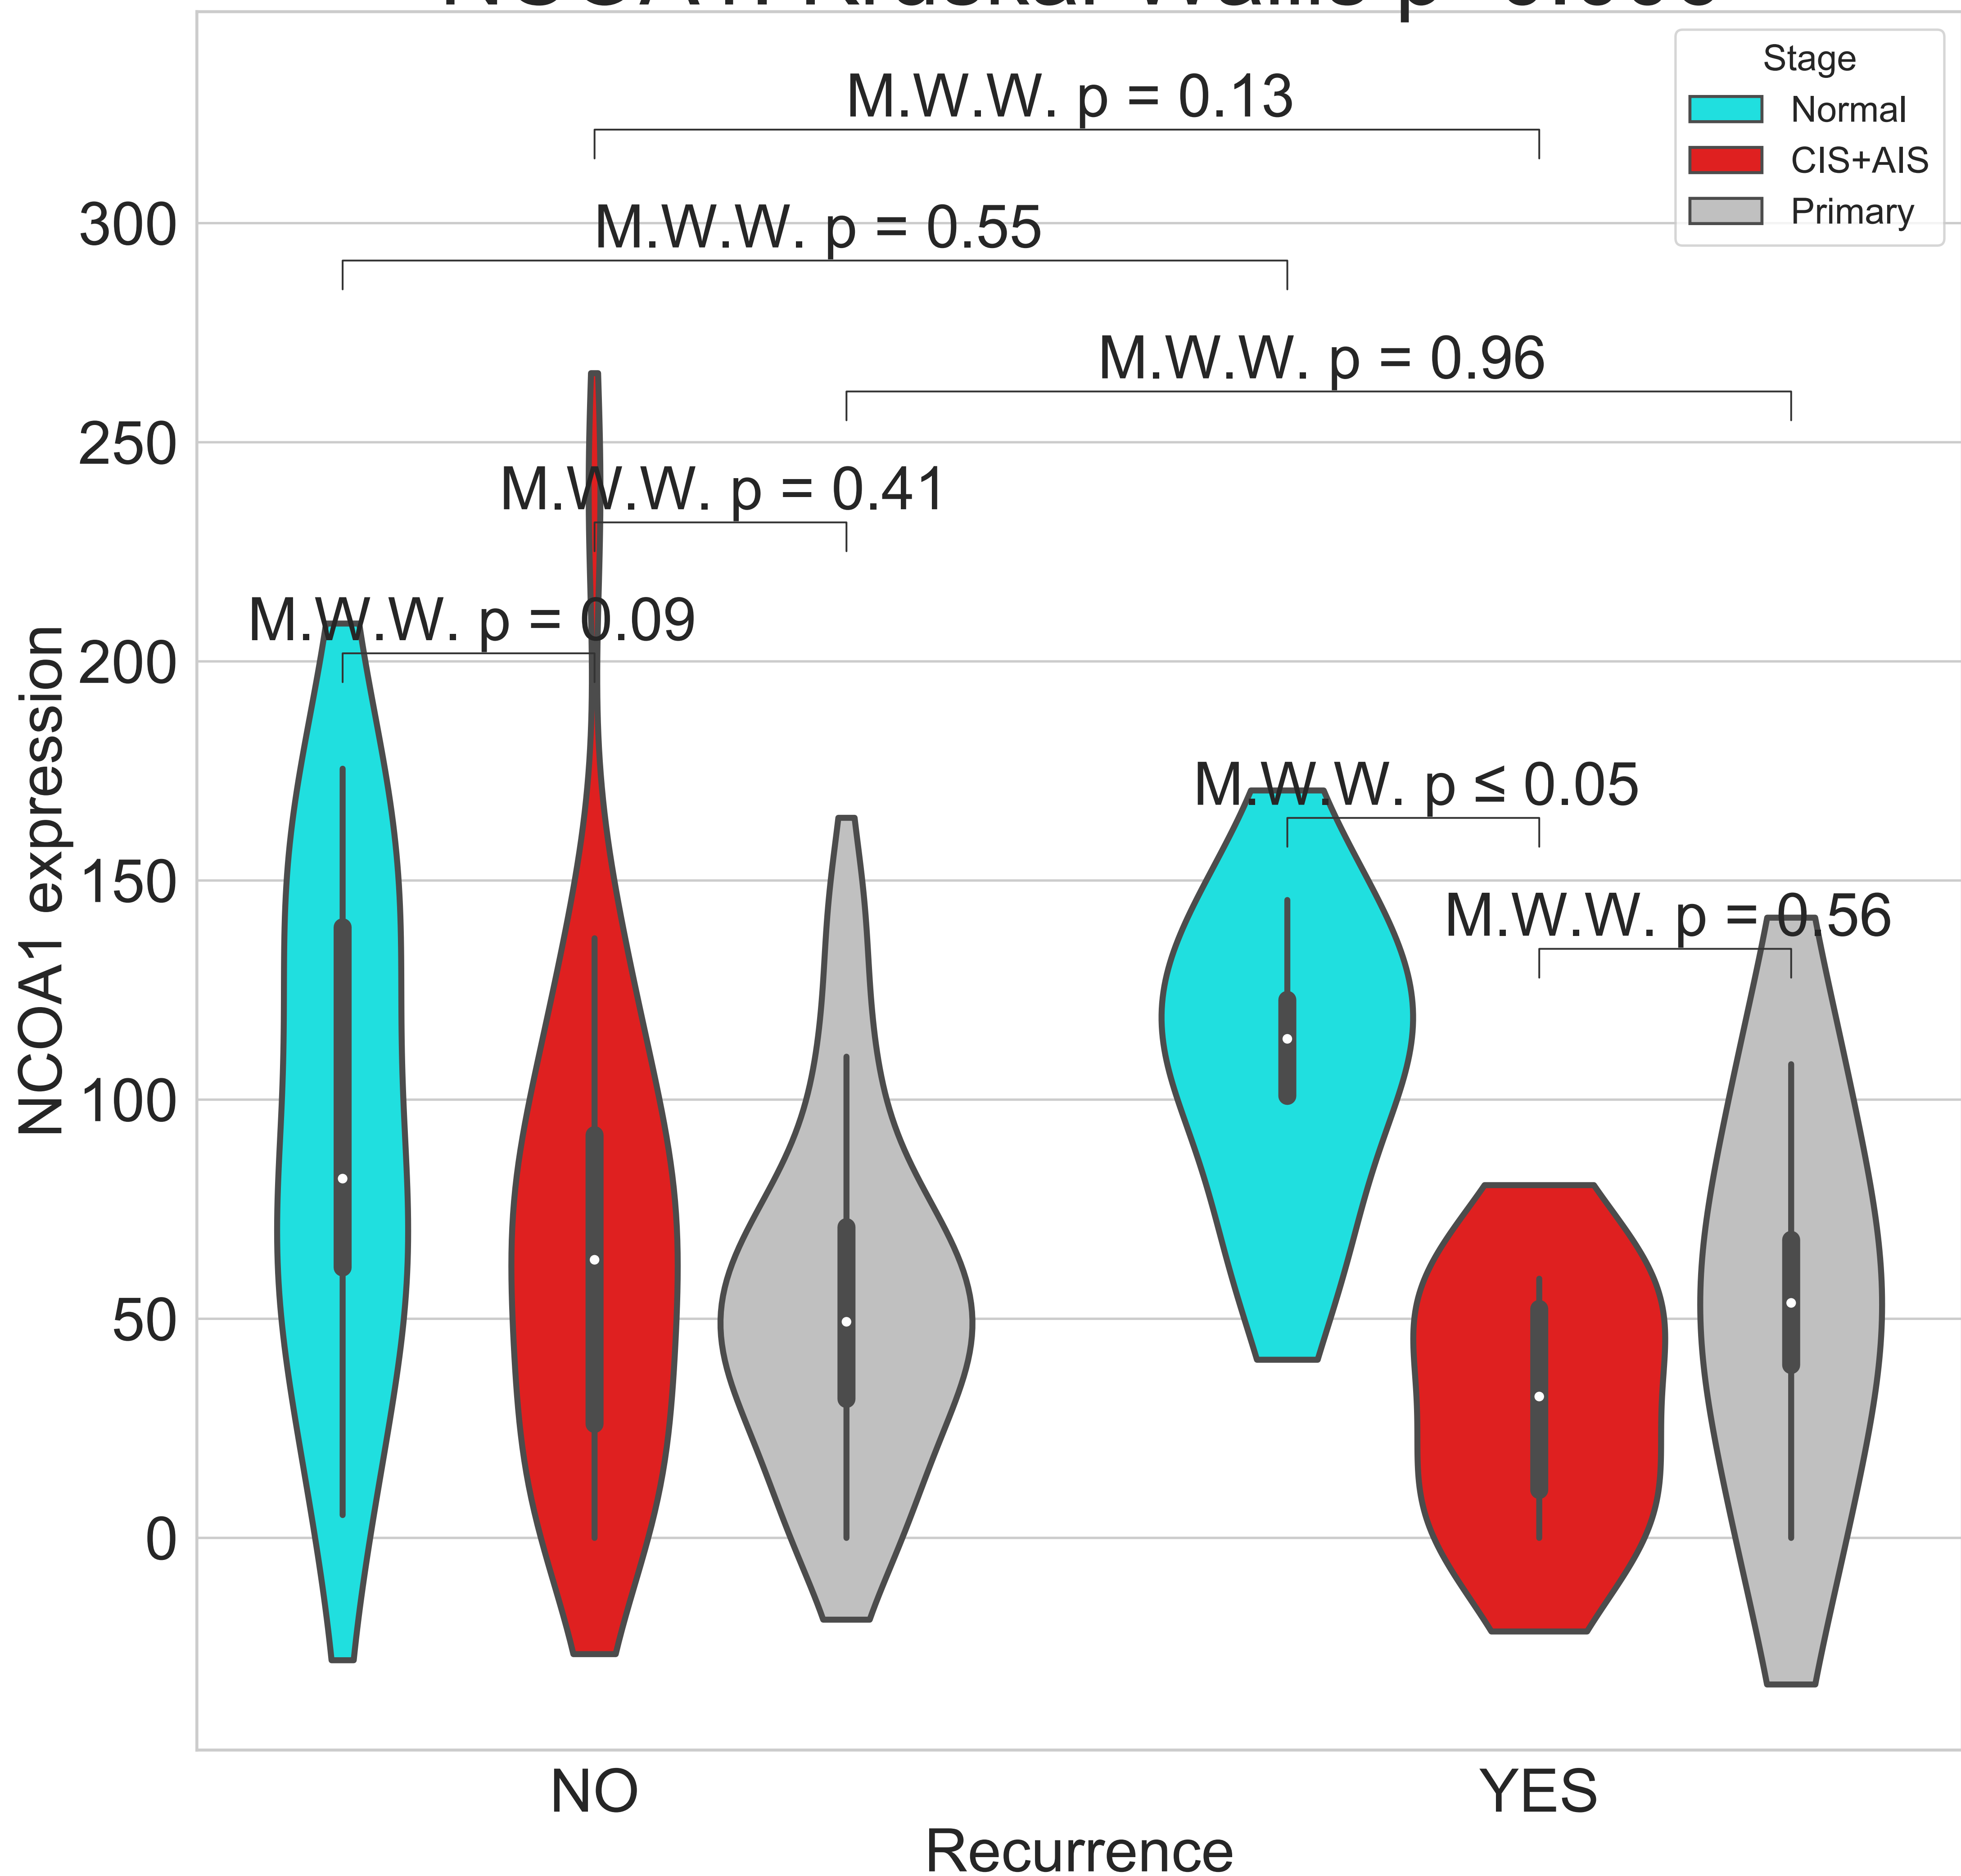 Stage
Normal
CIS+AIS
Primary
M.W.W. p = 0.13
M.W.W. p = 0.55
M.W.W. p = 0.96
M.W.W. p = 0.41
M.W.W. p = 0.09
M.W.W. p ≤ 0.05
M.W.W. p = 0.56
300
250
200
150
100
50
0
NCOA1 expression
NO
YES
Recurrence